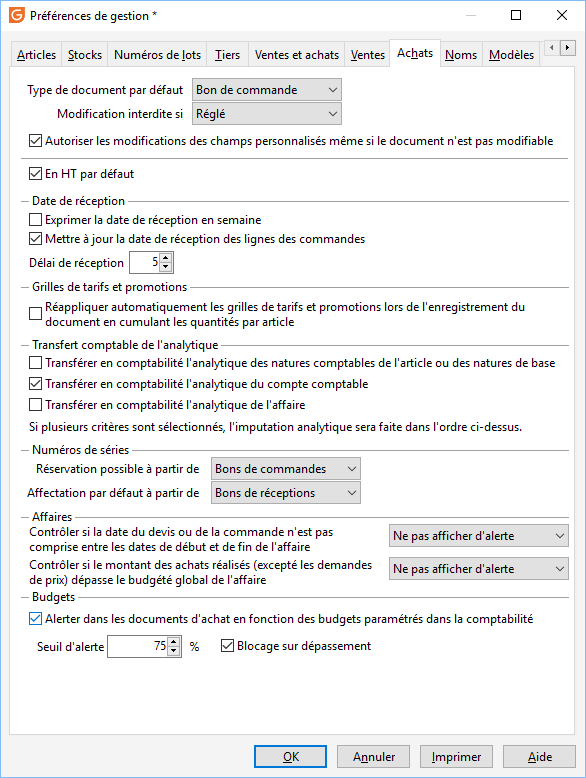 Préférences de gestion *
Articles Stocks Numéros de lots Tiers Ventes et achats Ventes Achats Noms Modèles
Type de document par défaut Bon de commande
Modification interdite si Réglé
Autoriser les modifications des champs personnalisés même si le document n'est pas modifiable
En HT par défaut
Date de réception
Exprimer la date de réception en semaine
Mettre à jour la date de réception des lignes des commandes
Délai de réception 5
Grilles de tarifs et promotions
Réappliquer automatiquement les grilles de tarifs et promotions lors de l'enregistrement du
document en cumulant les quantités par article
Transfert comptable de l'analytique
Transférer en comptabilité l'analytique des natures comptables de l'article ou des natures de base
Transférer en comptabilité l'analytique du compte comptable
Transférer en comptabilité l'analytique de l'affaire
Si plusieurs critères sont sélectionnés, l'imputation analytique sera faite dans l'ordre ci-dessus.
Numéros de séries
Réservation possible à partir de Bons de commandes
Affectation par défaut à partir de Bons de réceptions
Affaires
Contrôler si la date du devis ou de la commande n'est pas
comprise entre les dates de début et de fin de l'affaire
Ne pas afficher d'alerte
Contrôler si le montant des achats réalisés (excepté les demandes
de prix) dépasse le budgété global de l'affaire
Ne pas afficher d'alerte
Budgets
Alerter dans les documents d'achat en fonction des budgets paramétrés dans la comptabilité
Seuil d'alerte 75 % Blocage sur dépassement
OK Annuler Imprimer Aide